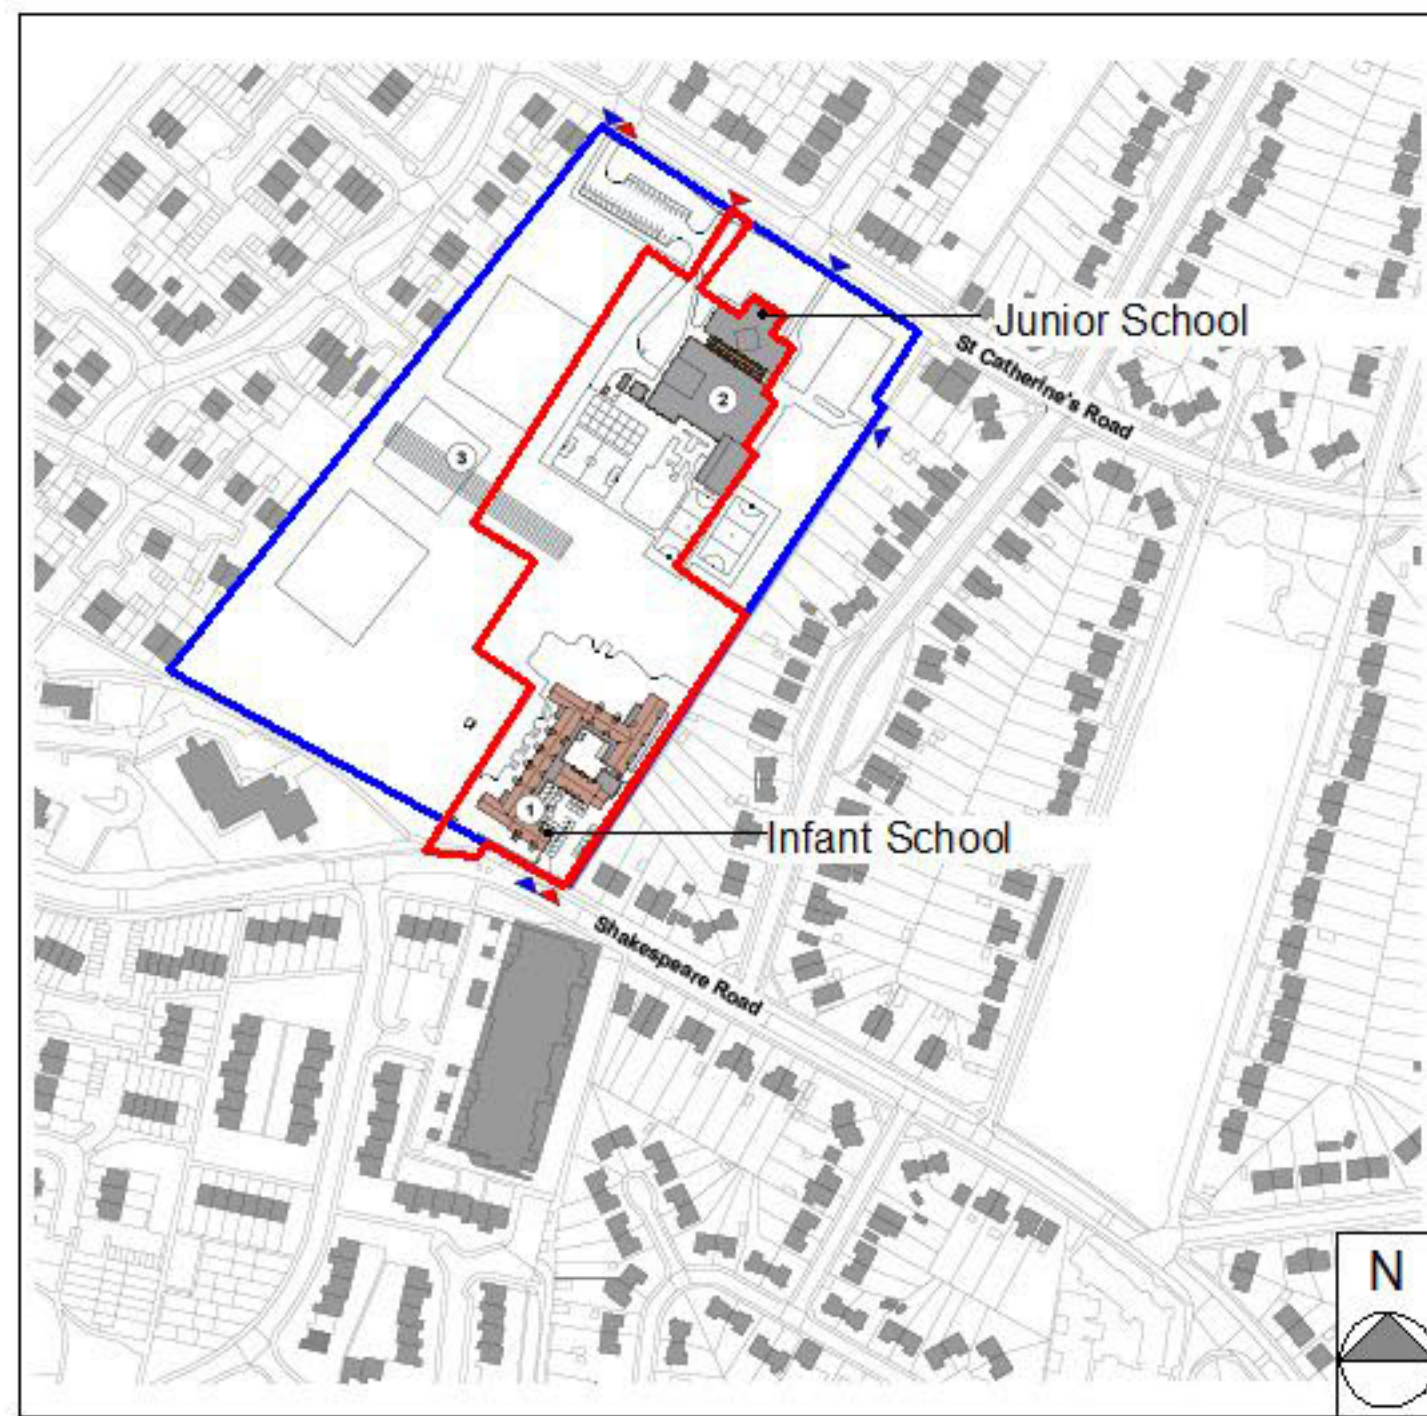 Junior School
St Catherine's Road
2
3
1
Infant School
Shakespeare Road
N